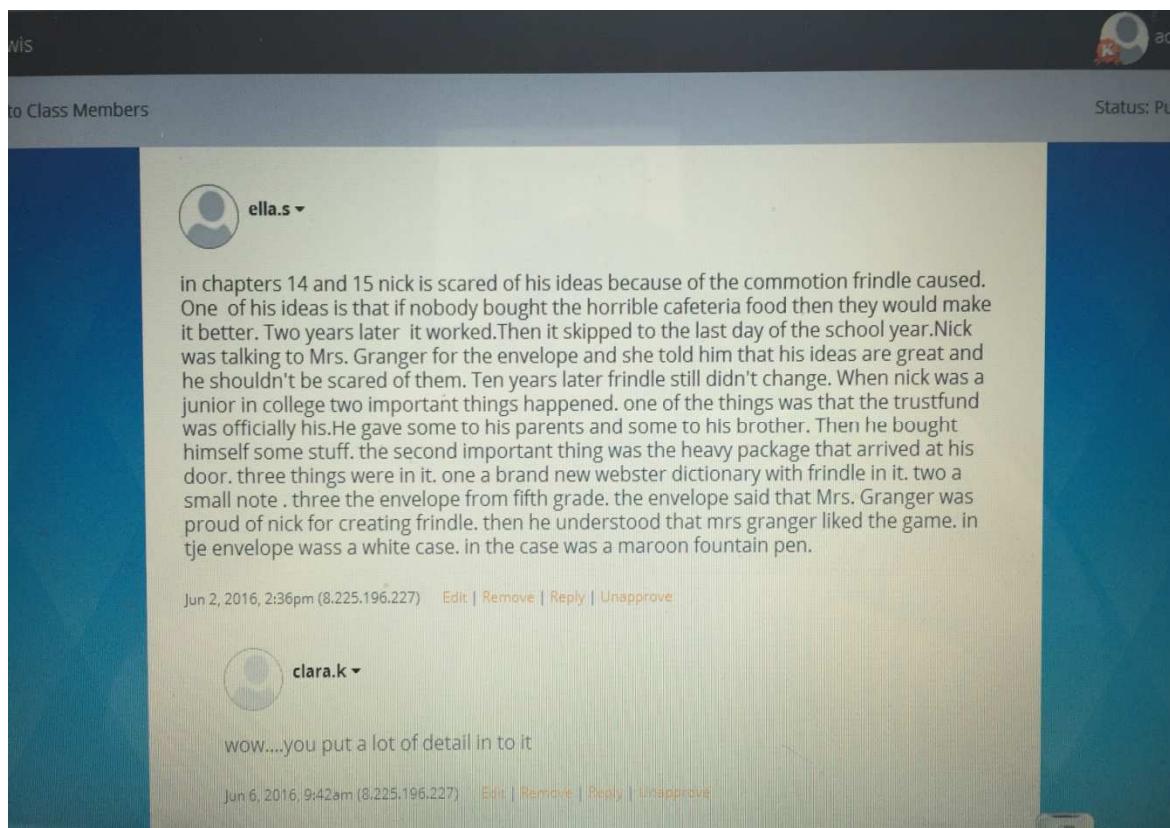 wis
to Class Members
Status: Pu
K
ella.s
in chapters 14 and 15 nick is scared of his ideas because of the commotion frindle caused.
One  of his ideas is that if nobody bought the horrible cafeteria food then they would make
it better. Two years later  it worked.Then it skipped to the last day of the school year.Nick
was talking to Mrs. Granger for the envelope and she told him that his ideas are great and
he shouldn't be scared of them. Ten years later frindle still didn't change. When nick was a
junior in college two important things happened. one of the things was that the trustfund
was officially his.He gave some to his parents and some to his brother. Then he bought
himself some stuff. the second important thing was the heavy package that arrived at his
door. three things were in it. one a brand new webster dictionary with frindle in it. two a
small note . three the envelope from fifth grade. the envelope said that Mrs. Granger was
proud of nick for creating frindle. then he understood that mrs granger liked the game. in
tje envelope wass a white case. in the case was a maroon fountain pen.
Jun 2, 2016, 2:36pm (8.225.196.227) Edit | Remove | Reply | Unapprove
clara.k
wow....you put a lot of detail in to it
Jun 6, 2016, 9:42am (8.225.196.227) Edit | Remove | Reply | Unapprove